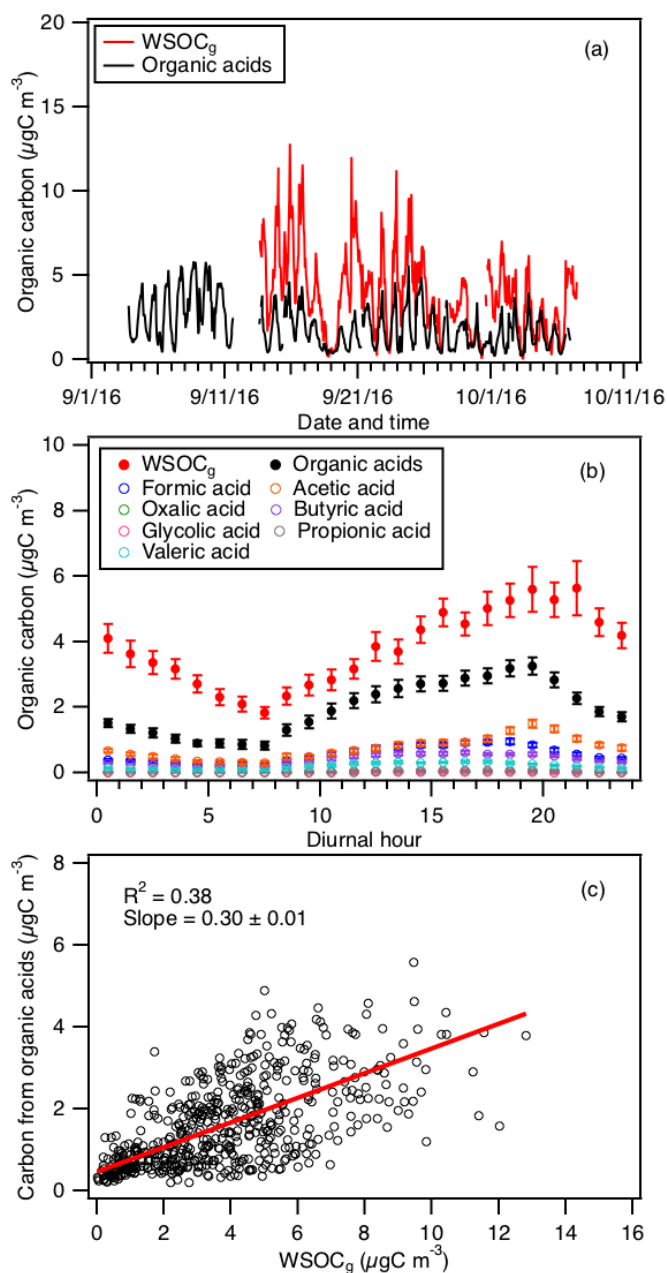 20
15
10
5
0
Organic carbon (µgC m⁻³)
WSOCg
Organic acids
(a)
9/1/16 9/11/16 9/21/16 10/1/16 10/11/16
Date and time
10
8
6
4
2
0
Organic carbon (µgC m⁻³)
WSOCg Organic acids
Formic acid Acetic acid
Oxalic acid Butyric acid
Glycolic acid Propionic acid
Valeric acid
(b)
0 5 10 15 20
Diurnal hour
8
6
4
2
0
Carbon from organic acids (µgC m⁻³)
R² = 0.38
Slope = 0.30 ± 0.01
(c)
0 2 4 6 8 10 12 14 16
WSOCg (µgC m⁻³)